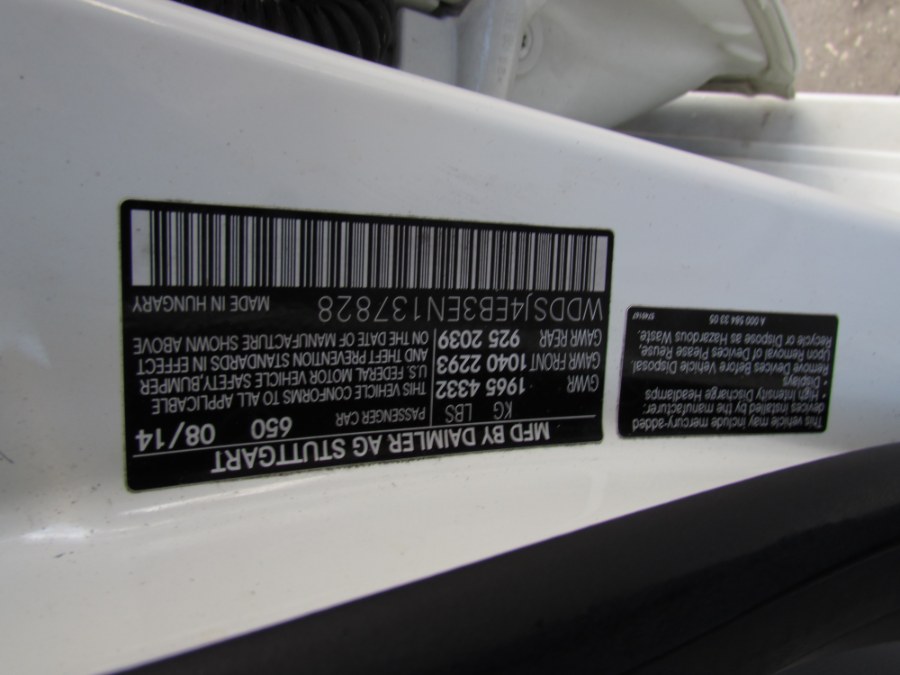 MFD BY DAIMLER AG STUTTGART
KG LBS PASSENGER CAR 650 08/14
GVWR 1965 4332 THIS VEHICLE CONFORMS TO ALL APPLICABLE
U.S. FEDERAL MOTOR VEHICLE SAFETY,BUMPER
GAWR FRONT 1040 2293 AND THEFT PREVENTION STANDARDS IN EFFECT
GAWR REAR 925 2039 ON THE DATE OF MANUFACTURE SHOWN ABOVE
WDDSJ4EB3EN137828 MADE IN HUNGARY
This vehicle may include mercury-added
devices installed by the manufacturer:
• High Intensity Discharge Headlamps
• Displays
Remove Devices Before Vehicle Disposal.
Upon Removal of Devices Please Reuse,
Recycle or Dispose as Hazardous Waste.
A 000 584 33 05